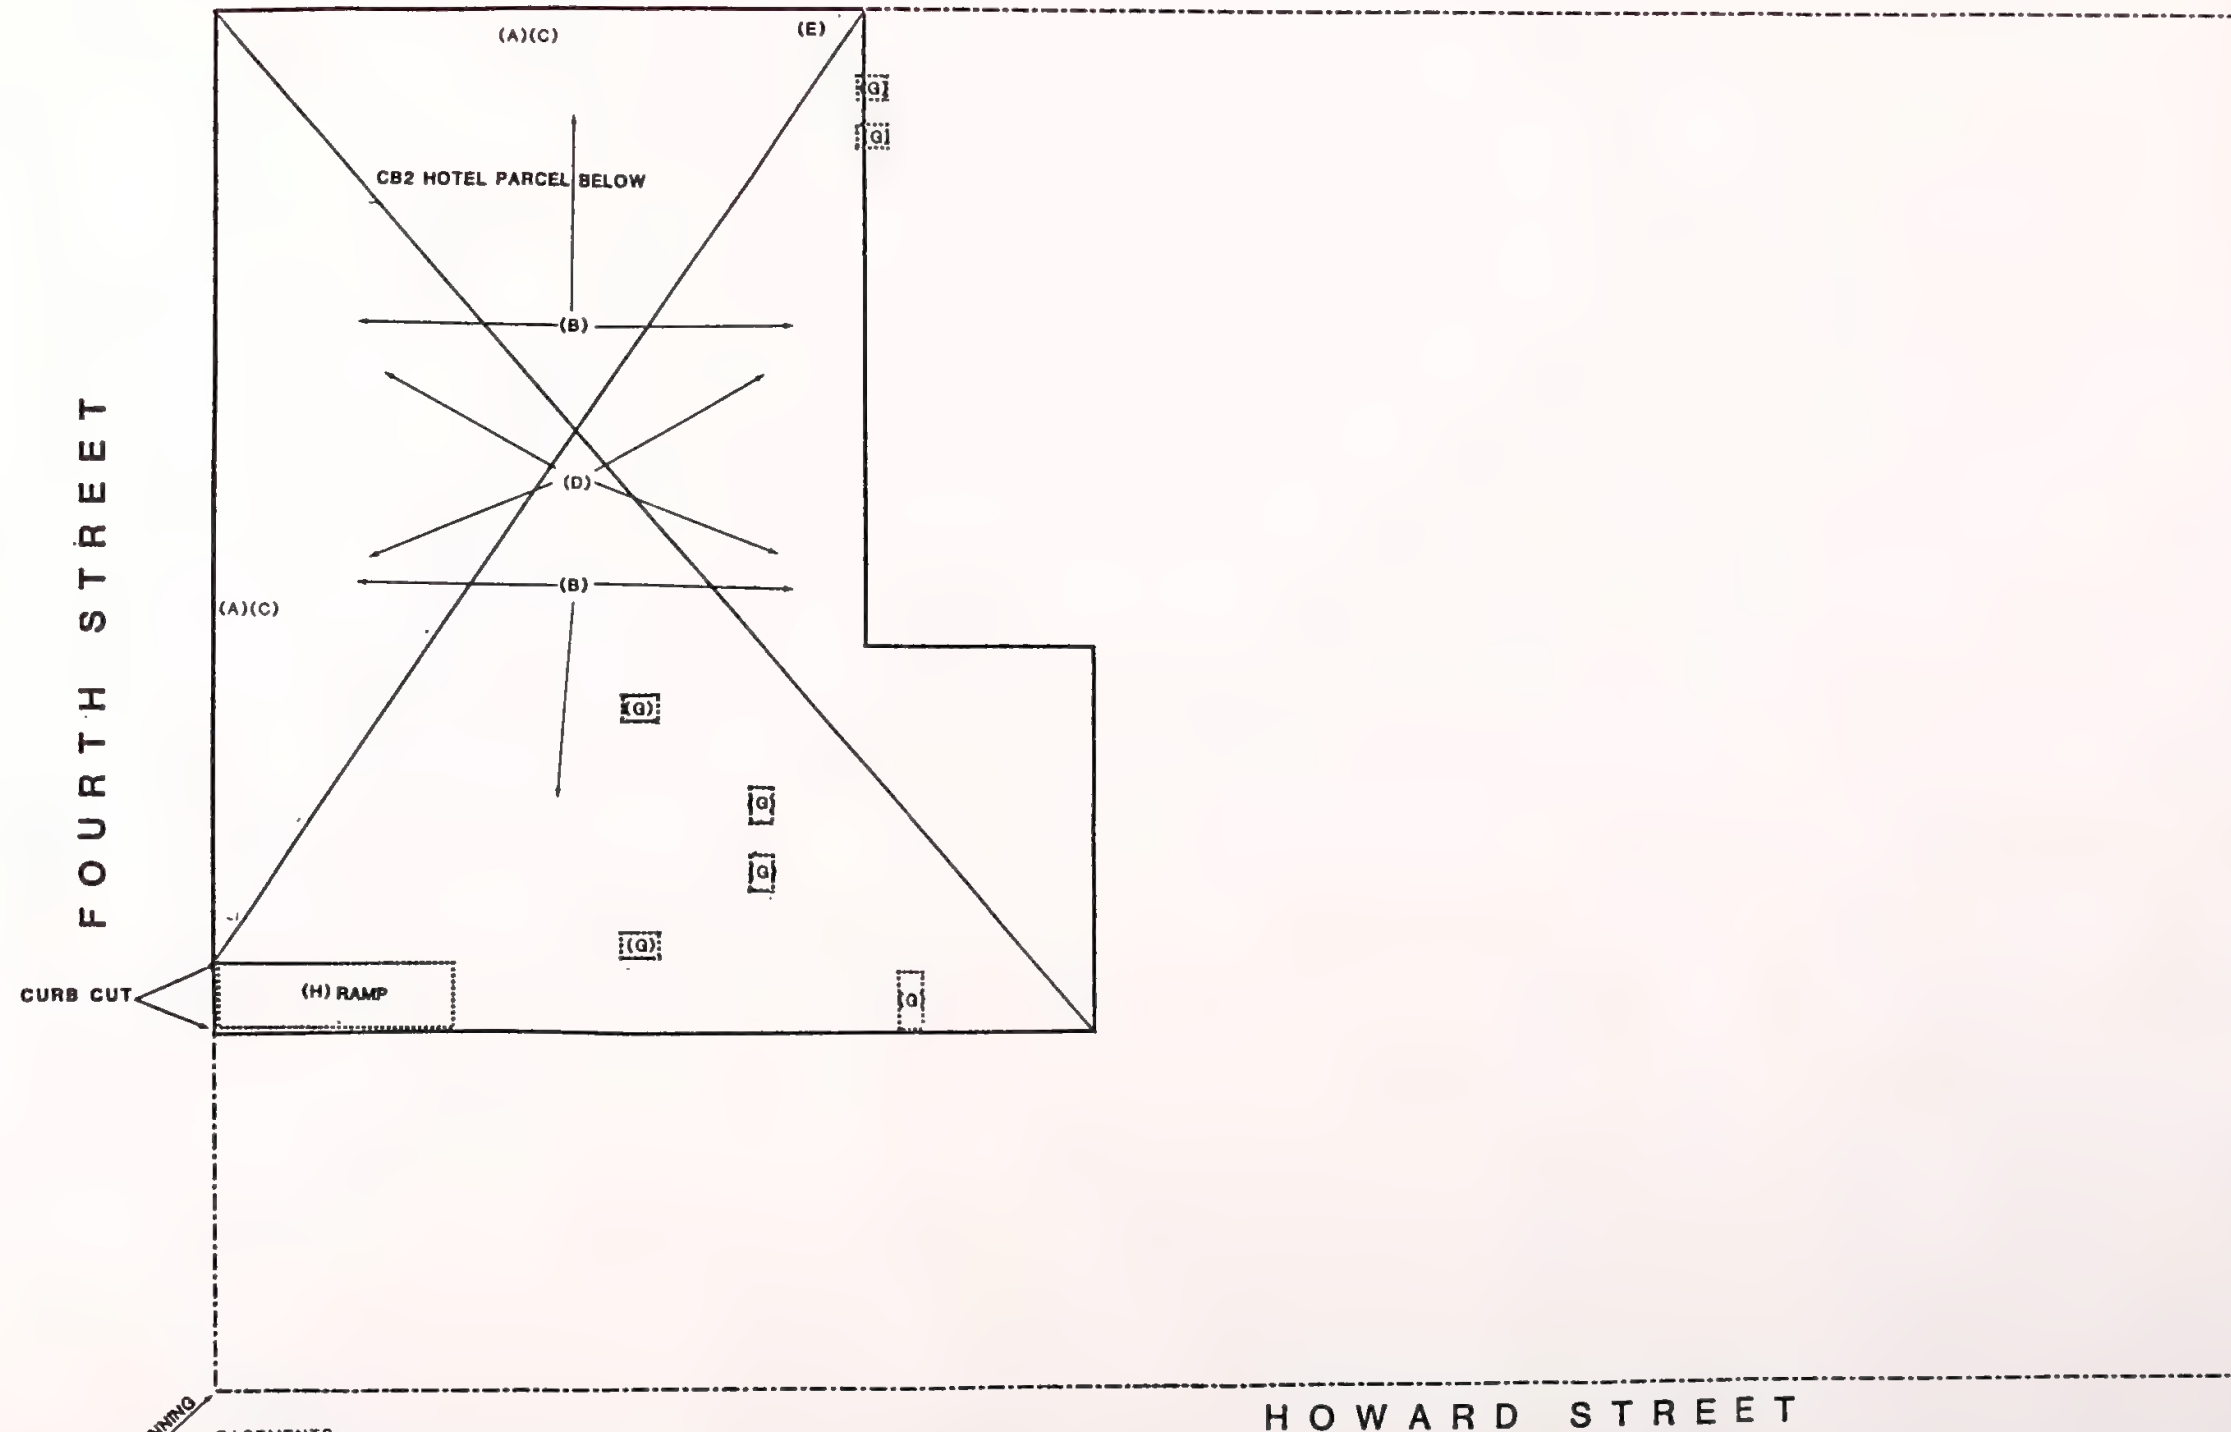 (A)(C)
(E)
(G)
(G)
CB2 HOTEL PARCEL BELOW
(B)
(D)
(B)
(A)(C)
FOURTH STREET
(G)
(G)
(G)
(G)
CURB CUT
(H) RAMP
(G)
HOWARD STREET